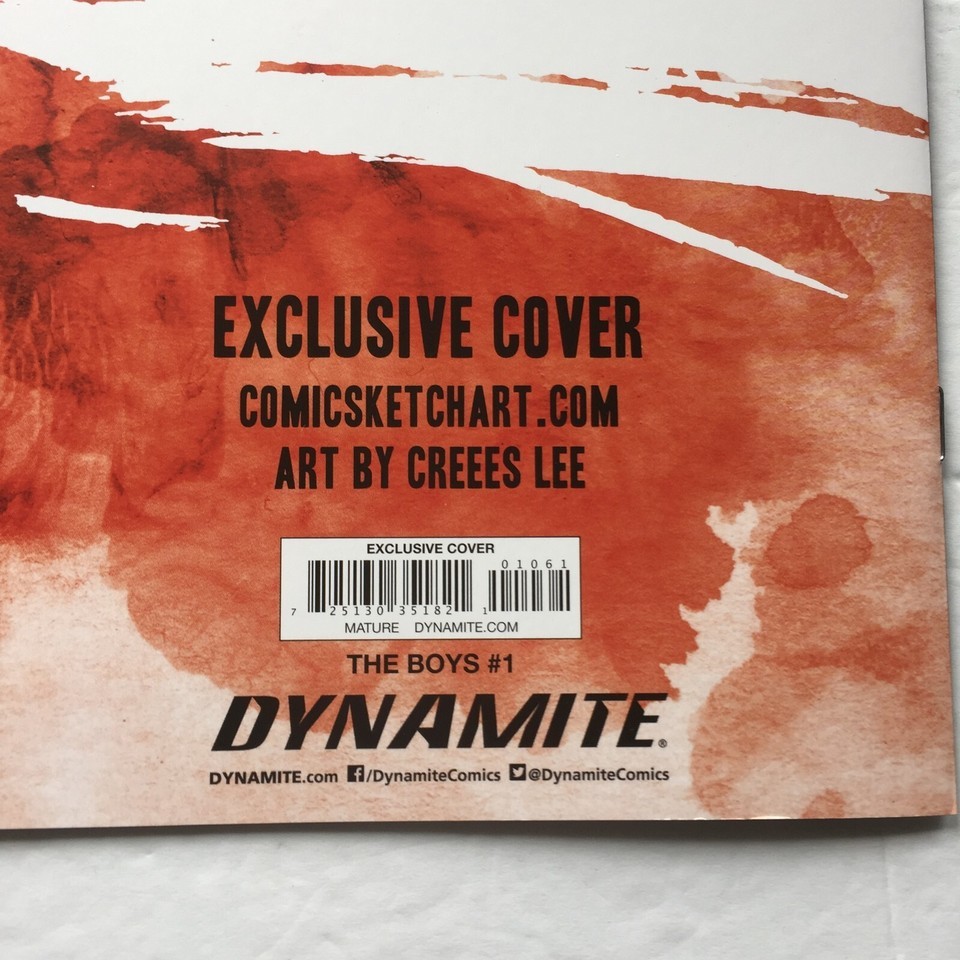 EXCLUSIVE COVER
COMICSKETCHART.COM
ART BY CREEES LEE
EXCLUSIVE COVER
01061
7 25130 35182 1
MATURE DYNAMITE.COM
THE BOYS #1
DYNAMITE®
DYNAMITE.com f/DynamiteComics @DynamiteComics